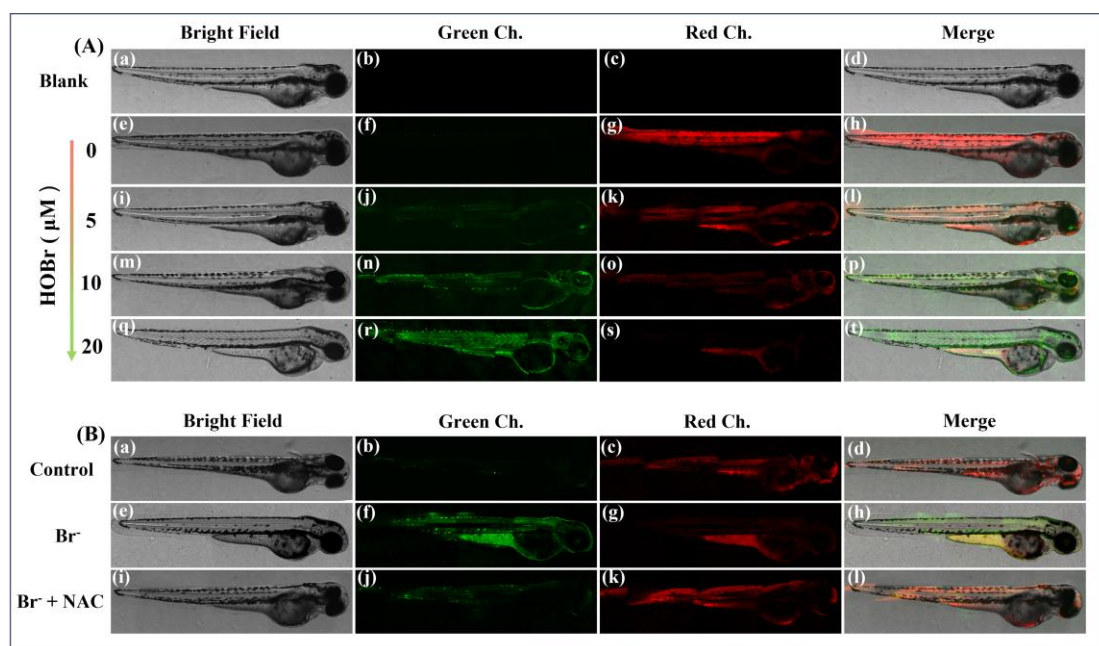 Bright Field Green Ch. Red Ch. Merge
(A)
Blank (a) (b) (c) (d)
0 (e) (f) (g) (h)
5 (i) (j) (k) (l)
10 (m) (n) (o) (p)
20 (q) (r) (s) (t)
HOBr ( μM )
Bright Field Green Ch. Red Ch. Merge
(B)
Control (a) (b) (c) (d)
Br⁻ (e) (f) (g) (h)
Br⁻ + NAC (i) (j) (k) (l)